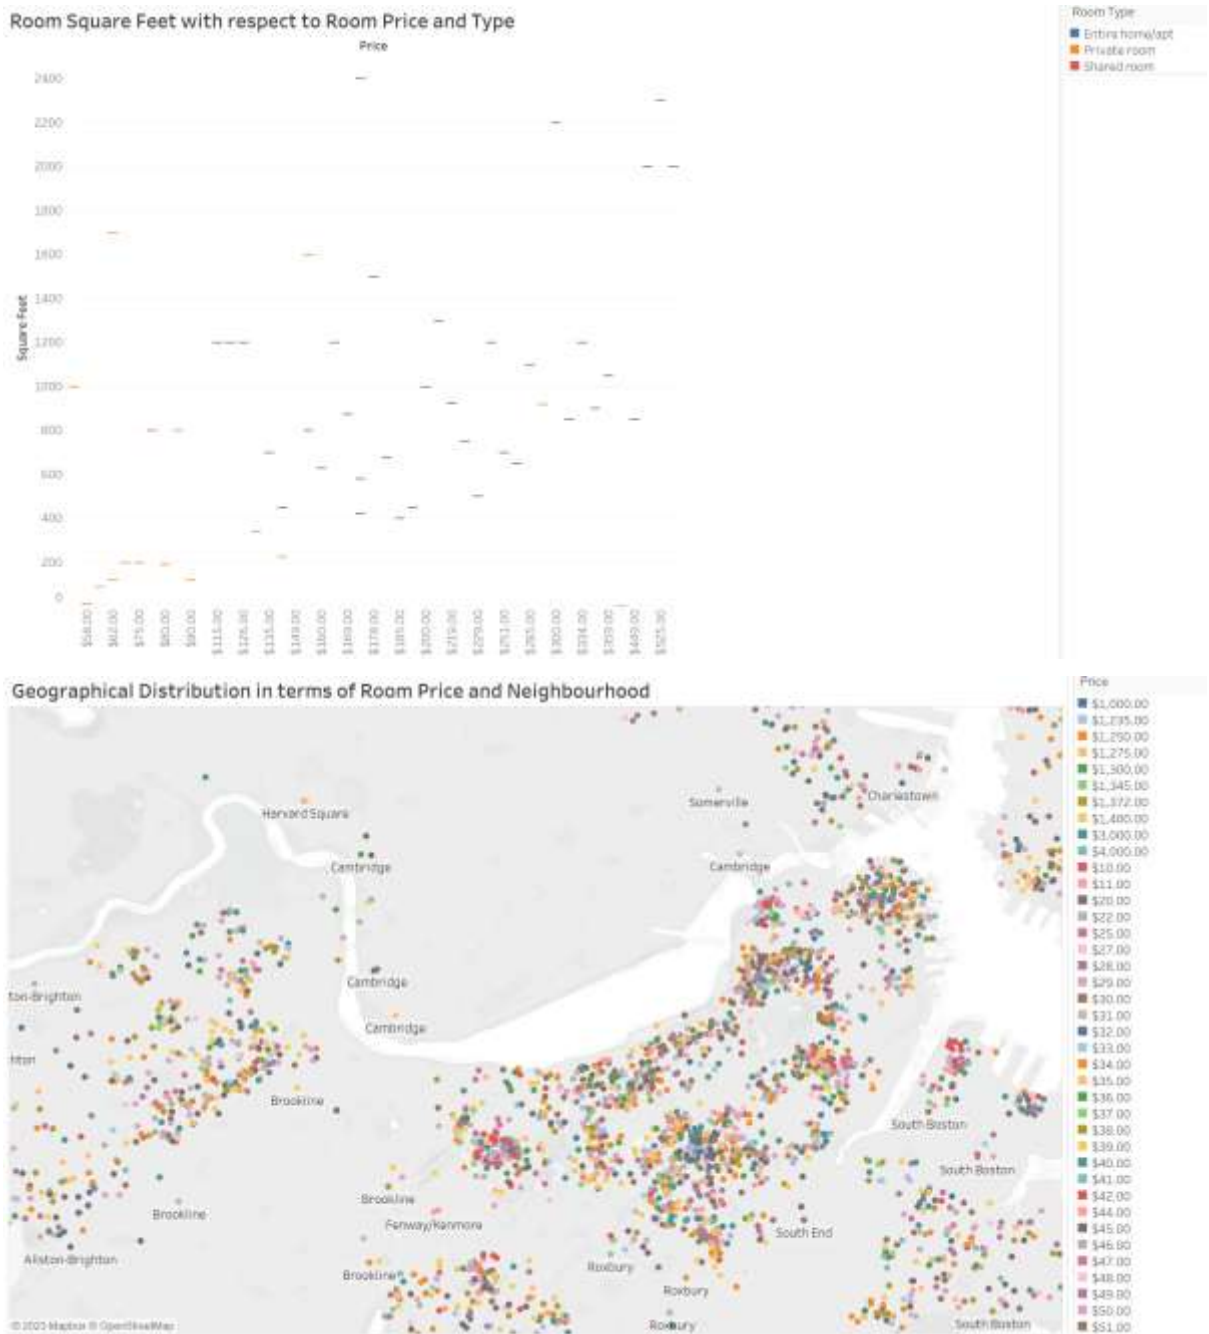 Room Square Feet with respect to Room Price and Type
Price
Square Feet
2400
2200
2000
1800
1600
1400
1200
1000
800
600
400
200
0
$58.00
$62.00
$75.00
$80.00
$90.00
$115.00
$126.00
$135.00
$149.00
$160.00
$169.00
$178.00
$185.00
$200.00
$219.00
$229.00
$251.00
$265.00
$300.00
$334.00
$359.00
$449.00
$525.00
Room Type
Entire home/apt
Private room
Shared room
Geographical Distribution in terms of Room Price and Neighbourhood
Harvard Square
Somerville
Charlestown
Cambridge
Cambridge
Cambridge
ton-Brighton
Cambridge
hton
Brookline
South Boston
South Boston
Brookline
Brookline
Fenway/Kenmore
South End
Allston-Brighton
Brookline
Roxbury
Roxbury
Roxbury
South Boston
© 2023 Mapbox © OpenStreetMap
Price
$1,000.00
$1,235.00
$1,250.00
$1,275.00
$1,300.00
$1,345.00
$1,372.00
$1,400.00
$3,000.00
$4,000.00
$10.00
$11.00
$20.00
$22.00
$25.00
$27.00
$28.00
$29.00
$30.00
$31.00
$32.00
$33.00
$34.00
$35.00
$36.00
$37.00
$38.00
$39.00
$40.00
$41.00
$42.00
$44.00
$45.00
$46.00
$47.00
$48.00
$49.00
$50.00
$51.00